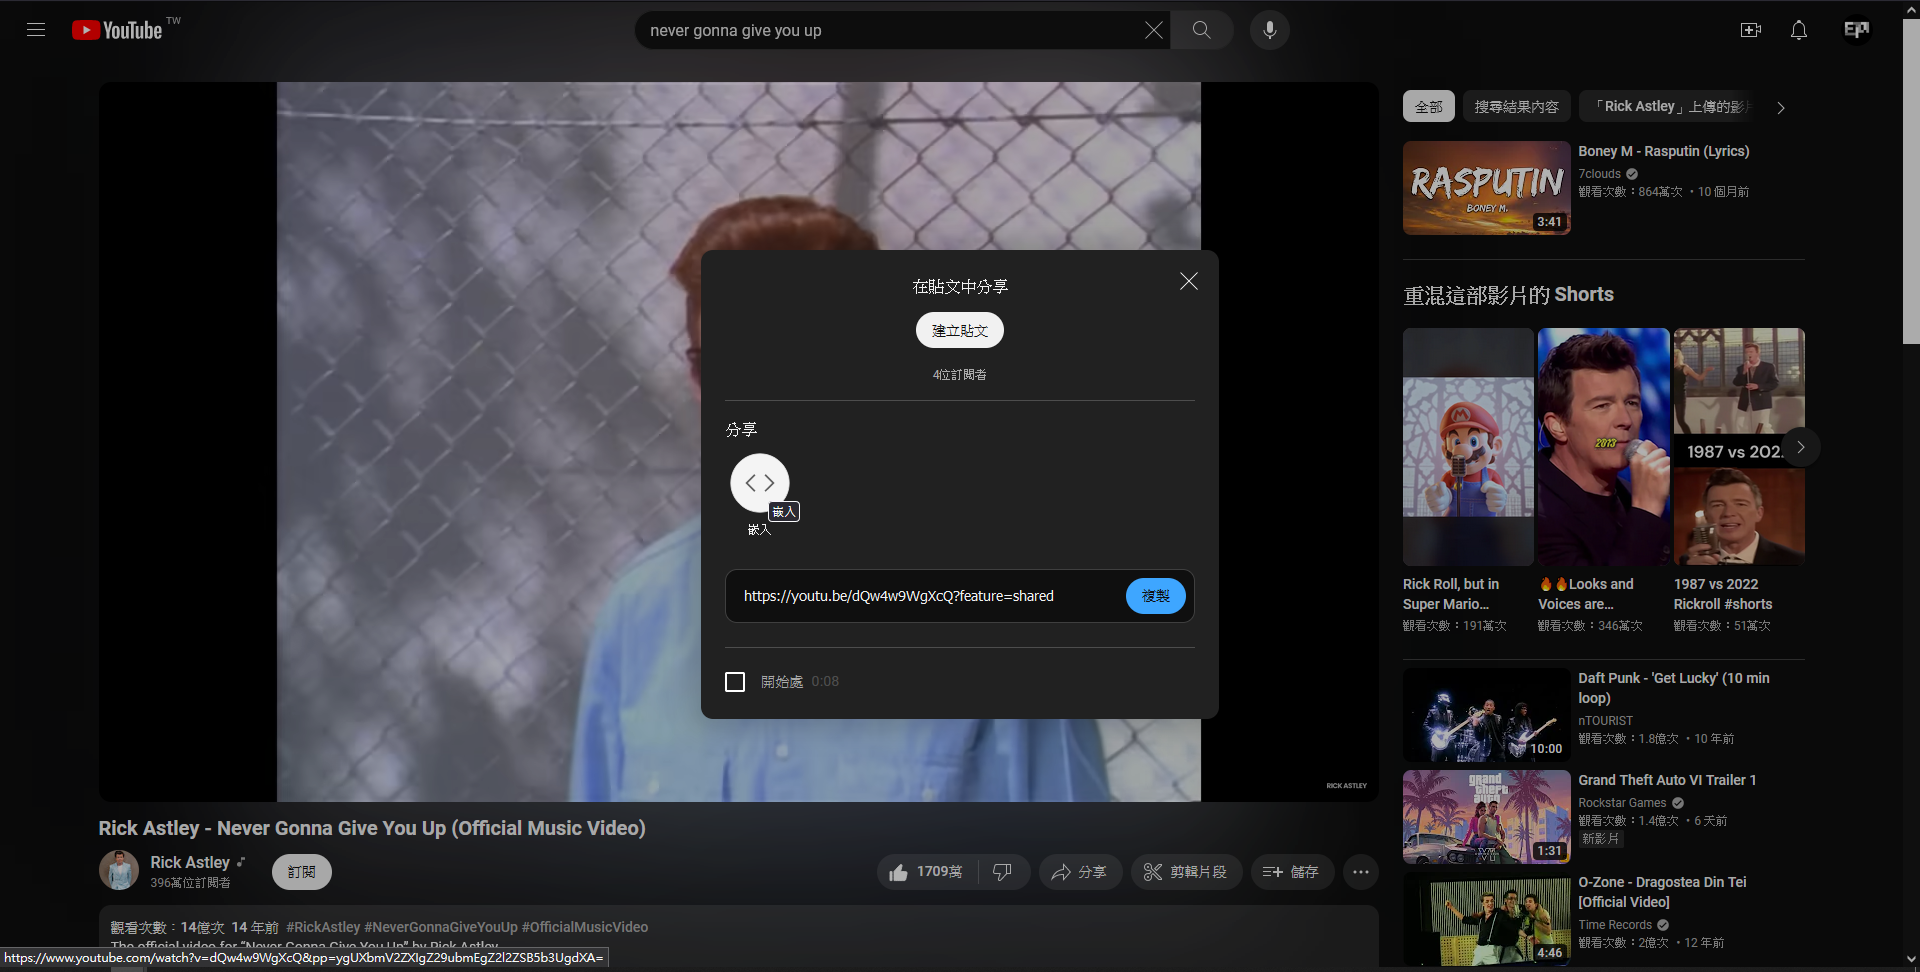 YouTube TW
never gonna give you up
全部
搜尋結果內容
「Rick Astley」上傳的影片
RASPUTIN
BONEY M.
3:41
Boney M - Rasputin (Lyrics)
7clouds
觀看次數：864萬次 · 10 個月前
在貼文中分享
建立貼文
4位訂閱者
分享
嵌入
嵌入
https://youtu.be/dQw4w9WgXcQ?feature=shared
複製
開始處 0:08
RICK ASTLEY
重混這部影片的 Shorts
2013
1987 vs 202
Rick Roll, but in Super Mario...
觀看次數：191萬次
🔥🔥Looks and Voices are...
觀看次數：346萬次
1987 vs 2022 Rickroll #shorts
觀看次數：51萬次
10:00
Daft Punk - 'Get Lucky' (10 min loop)
nTOURIST
觀看次數：1.8億次 · 10 年前
grand theft auto
VI
1:31
Grand Theft Auto VI Trailer 1
Rockstar Games
觀看次數：1.4億次 · 6 天前
新影片
4:46
O-Zone - Dragostea Din Tei [Official Video]
Time Records
觀看次數：2億次 · 12 年前
Rick Astley - Never Gonna Give You Up (Official Music Video)
Rick Astley
396萬位訂閱者
訂閱
1709萬
分享
剪輯片段
儲存
觀看次數：14億次 14 年前 #RickAstley #NeverGonnaGiveYouUp #OfficialMusicVideo
The official video for “Never Gonna Give You Up” by Rick Astley
https://www.youtube.com/watch?v=dQw4w9WgXcQ&pp=ygUXbmV2ZXIgZ29ubmEgZ2l2ZSB5b3UgdXA=